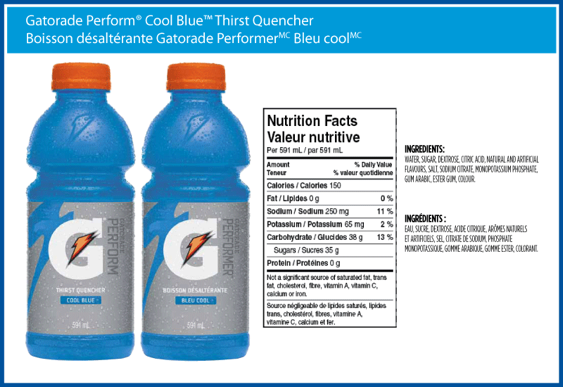 Gatorade Perform® Cool Blue™ Thirst Quencher
Boisson désaltérante Gatorade Performer^MC Bleu cool^MC
G
PERFORM
THIRST QUENCHER
COOL BLUE
591 mL
G
PERFORMER
BOISSON DÉSALTÉRANTE
BLEU COOL
591 mL
Nutrition Facts
Valeur nutritive
Per 591 mL / par 591 mL
Amount % Daily Value
Teneur % valeur quotidienne
Calories / Calories 150
Fat / Lipides 0 g 0 %
Sodium / Sodium 250 mg 11 %
Potassium / Potassium 65 mg 2 %
Carbohydrate / Glucides 38 g 13 %
Sugars / Sucres 35 g
Protein / Protéines 0 g
Not a significant source of saturated fat, trans
fat, cholesterol, fibre, vitamin A, vitamin C,
calcium or iron.
Source négligeable de lipides saturés, lipides
trans, cholestérol, fibres, vitamine A,
vitamine C, calcium et fer.
INGREDIENTS:
WATER, SUGAR, DEXTROSE, CITRIC ACID, NATURAL AND ARTIFICIAL
FLAVOURS, SALT, SODIUM CITRATE, MONOPOTASSIUM PHOSPHATE,
GUM ARABIC, ESTER GUM, COLOUR.
INGRÉDIENTS :
EAU, SUCRE, DEXTROSE, ACIDE CITRIQUE, ARÔMES NATURELS
ET ARTIFICIELS, SEL, CITRATE DE SODIUM, PHOSPHATE
MONOPOTASSIQUE, GOMME ARABIQUE, GOMME ESTER, COLORANT.